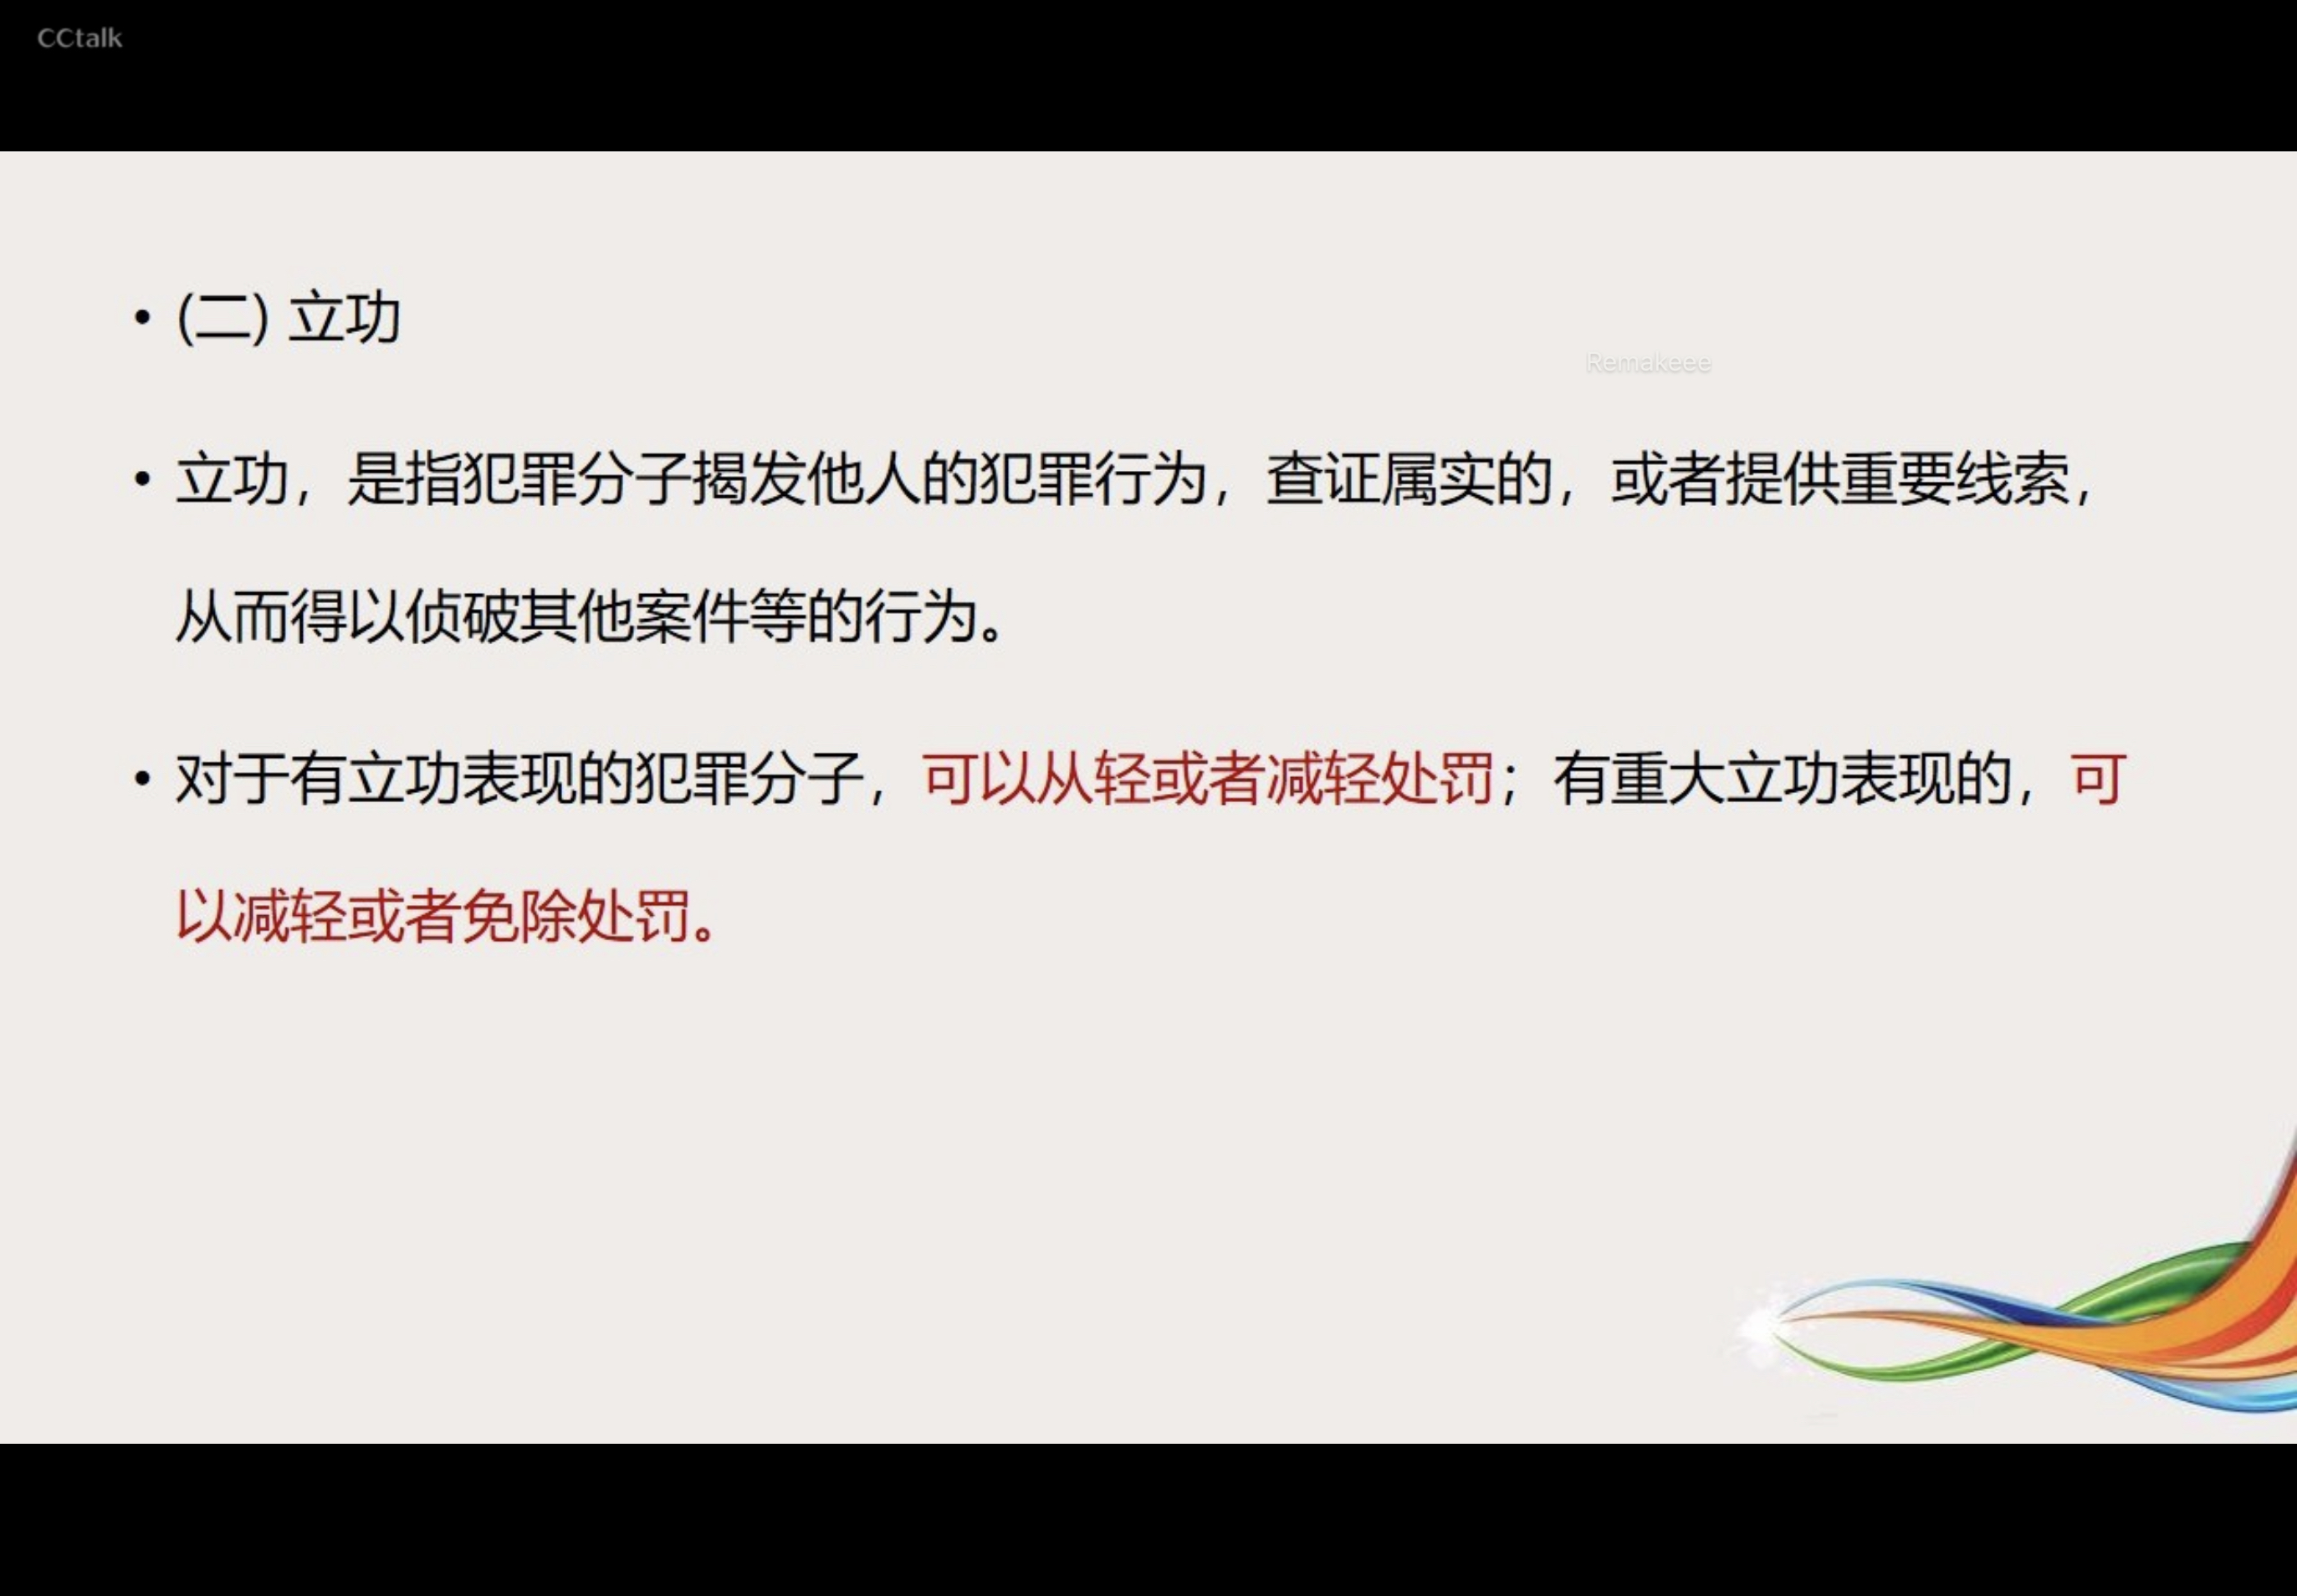 CCtalk
• (二) 立功
Remakeee
• 立功，是指犯罪分子揭发他人的犯罪行为，查证属实的，或者提供重要线索，
从而得以侦破其他案件等的行为。
• 对于有立功表现的犯罪分子，可以从轻或者减轻处罚；有重大立功表现的，可
以减轻或者免除处罚。